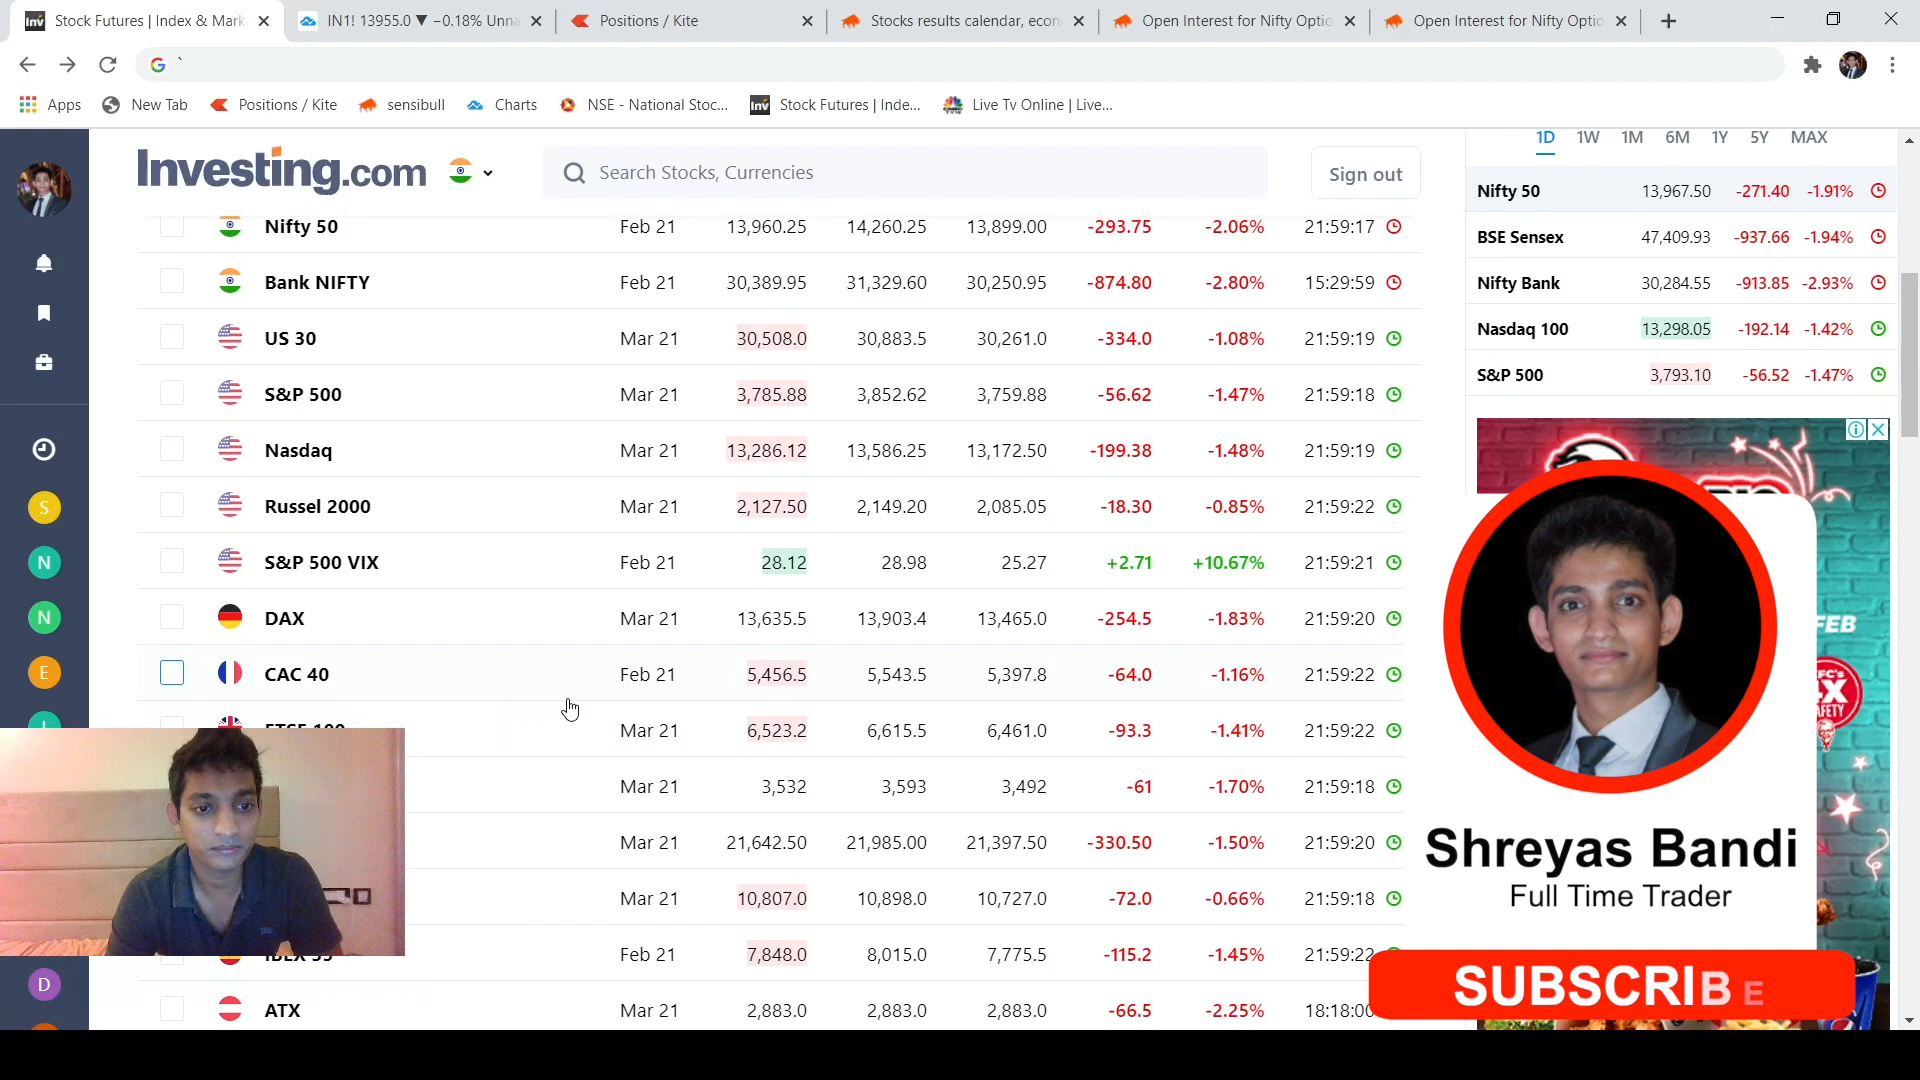 Stock Futures | Index & Mark
IN1! 13955.0 ▼ −0.18% Unna
Positions / Kite
Stocks results calendar, econ
Open Interest for Nifty Optio
Open Interest for Nifty Optio
`
Apps
New Tab
Positions / Kite
sensibull
Charts
NSE - National Stoc...
Inv
Stock Futures | Inde...
Live Tv Online | Live...
Investing.com
Search Stocks, Currencies
Sign out
1D 1W 1M 6M 1Y 5Y MAX
Nifty 50 13,967.50 -271.40 -1.91%
BSE Sensex 47,409.93 -937.66 -1.94%
Nifty Bank 30,284.55 -913.85 -2.93%
Nasdaq 100 13,298.05 -192.14 -1.42%
S&P 500 3,793.10 -56.52 -1.47%
Nifty 50 Feb 21 13,960.25 14,260.25 13,899.00 -293.75 -2.06% 21:59:17
Bank NIFTY Feb 21 30,389.95 31,329.60 30,250.95 -874.80 -2.80% 15:29:59
US 30 Mar 21 30,508.0 30,883.5 30,261.0 -334.0 -1.08% 21:59:19
S&P 500 Mar 21 3,785.88 3,852.62 3,759.88 -56.62 -1.47% 21:59:18
Nasdaq Mar 21 13,286.12 13,586.25 13,172.50 -199.38 -1.48% 21:59:19
Russel 2000 Mar 21 2,127.50 2,149.20 2,085.05 -18.30 -0.85% 21:59:22
S&P 500 VIX Feb 21 28.12 28.98 25.27 +2.71 +10.67% 21:59:21
DAX Mar 21 13,635.5 13,903.4 13,465.0 -254.5 -1.83% 21:59:20
CAC 40 Feb 21 5,456.5 5,543.5 5,397.8 -64.0 -1.16% 21:59:22
FTSE 100 Mar 21 6,523.2 6,615.5 6,461.0 -93.3 -1.41% 21:59:22
Mar 21 3,532 3,593 3,492 -61 -1.70% 21:59:18
Mar 21 21,642.50 21,985.00 21,397.50 -330.50 -1.50% 21:59:20
Mar 21 10,807.0 10,898.0 10,727.0 -72.0 -0.66% 21:59:18
IBEX 35 Feb 21 7,848.0 8,015.0 7,775.5 -115.2 -1.45% 21:59:22
ATX Mar 21 2,883.0 2,883.0 2,883.0 -66.5 -2.25% 18:18:00
S
N
N
E
D
FEB
Shreyas Bandi
Full Time Trader
SUBSCRIBE